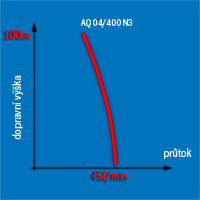 AQ 04/400 N3
100m
dopravní výška
průtok
45l/min